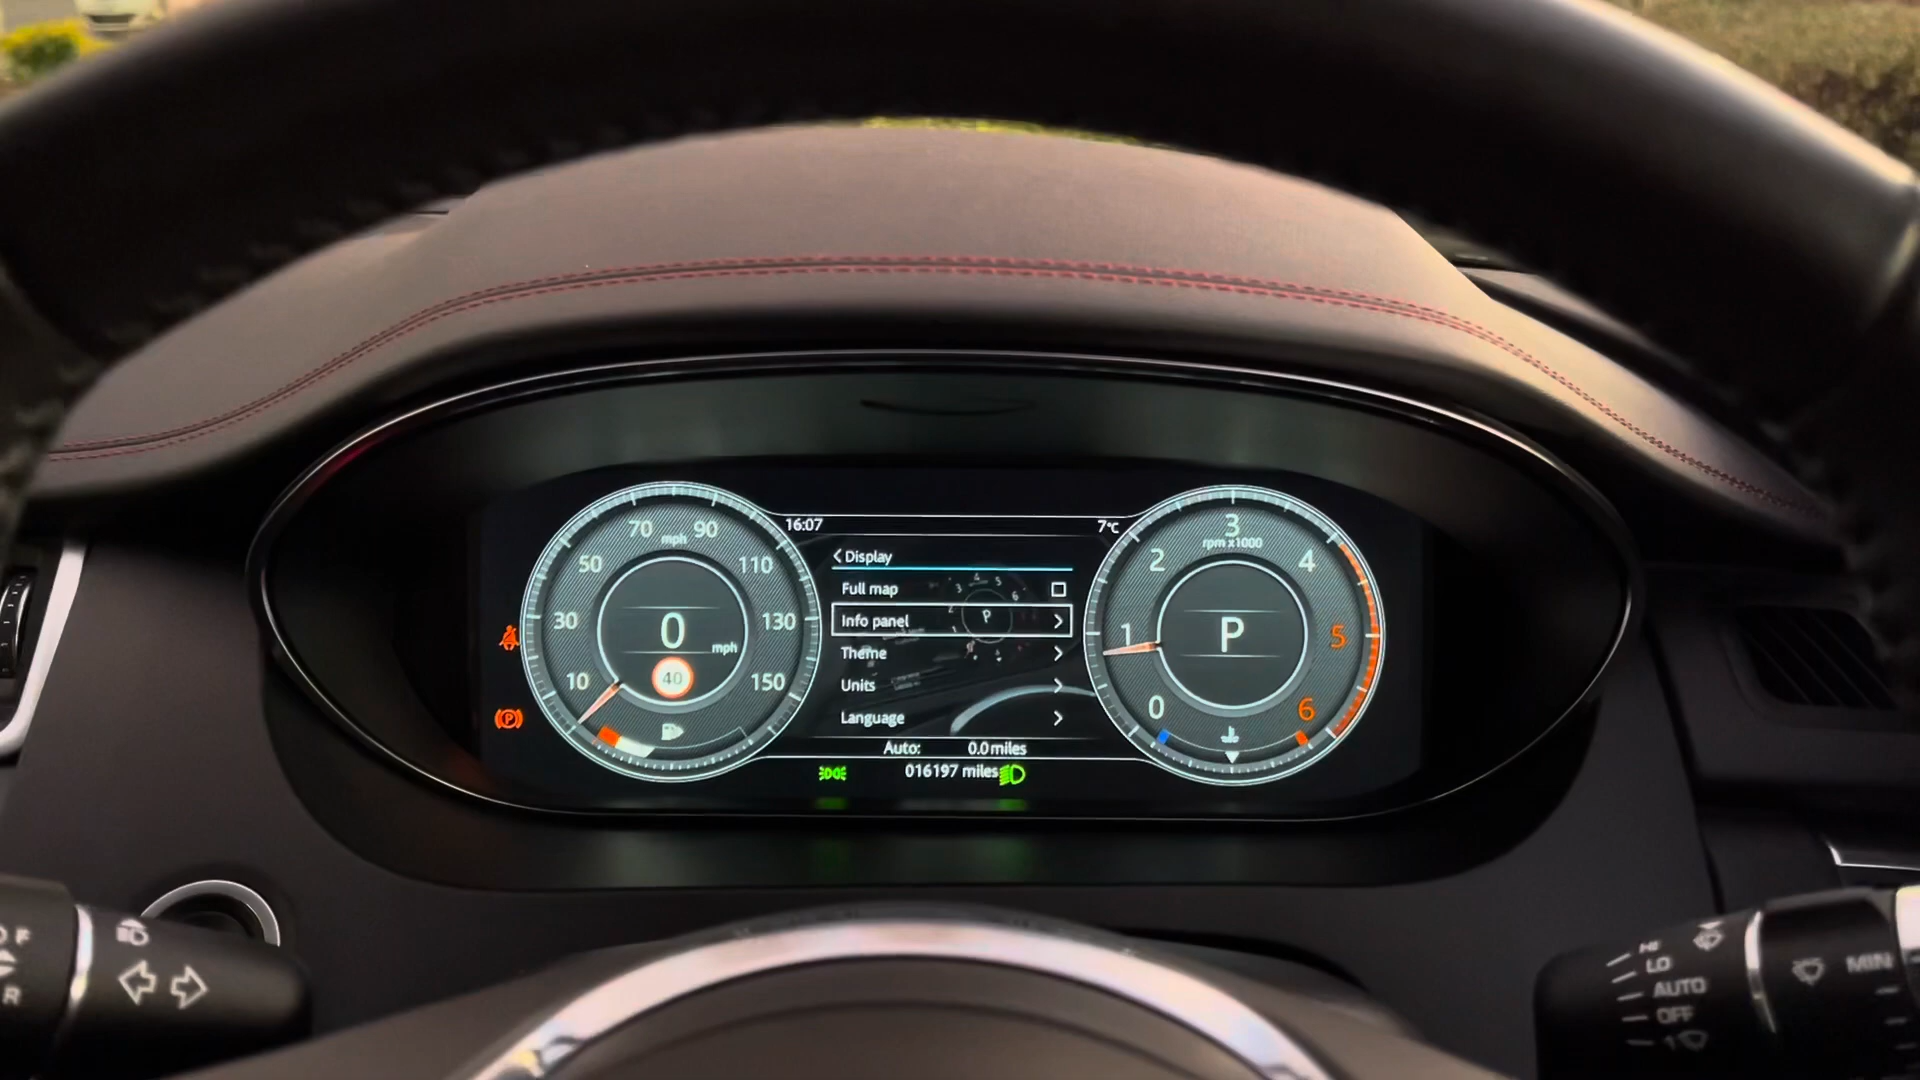 16:07
7°C
Display
Full map
Info panel
Theme
Units
Language
Auto: 0.0 miles
016197 miles
70 mph 90
50 110
30 130
10 150
0 mph
40
3
rpm x1000
2 4
1 5
0 6
P
P
HI
LO
AUTO
OFF
1
MIN
F
R